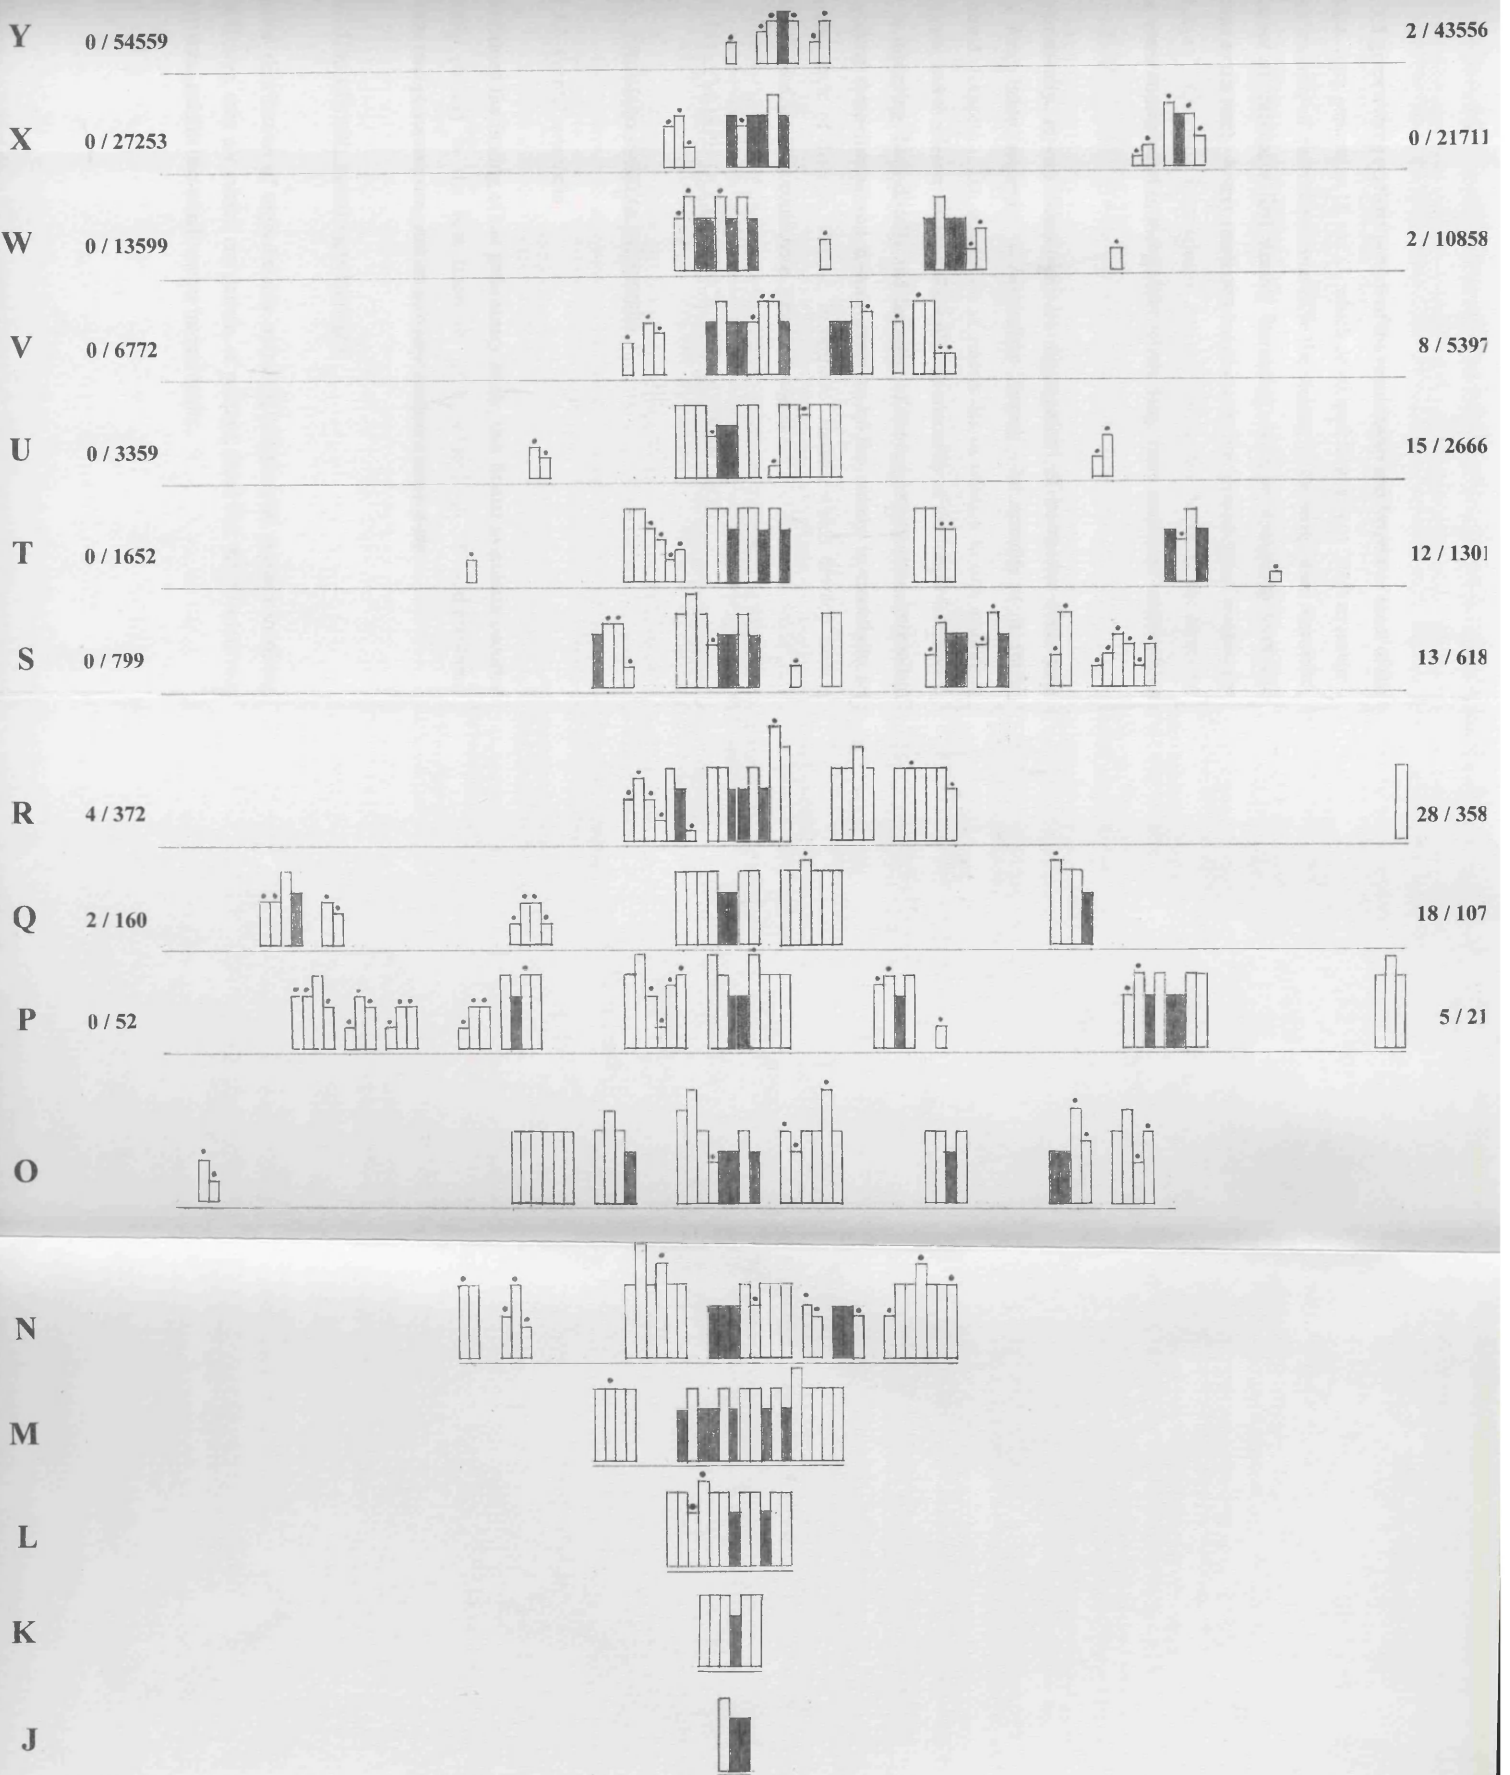 Y 0 / 54559 2 / 43556
X 0 / 27253 0 / 21711
W 0 / 13599 2 / 10858
V 0 / 6772 8 / 5397
U 0 / 3359 15 / 2666
T 0 / 1652 12 / 1301
S 0 / 799 13 / 618
R 4 / 372 28 / 358
Q 2 / 160 18 / 107
P 0 / 52 5 / 21
O
N
M
L
K
J